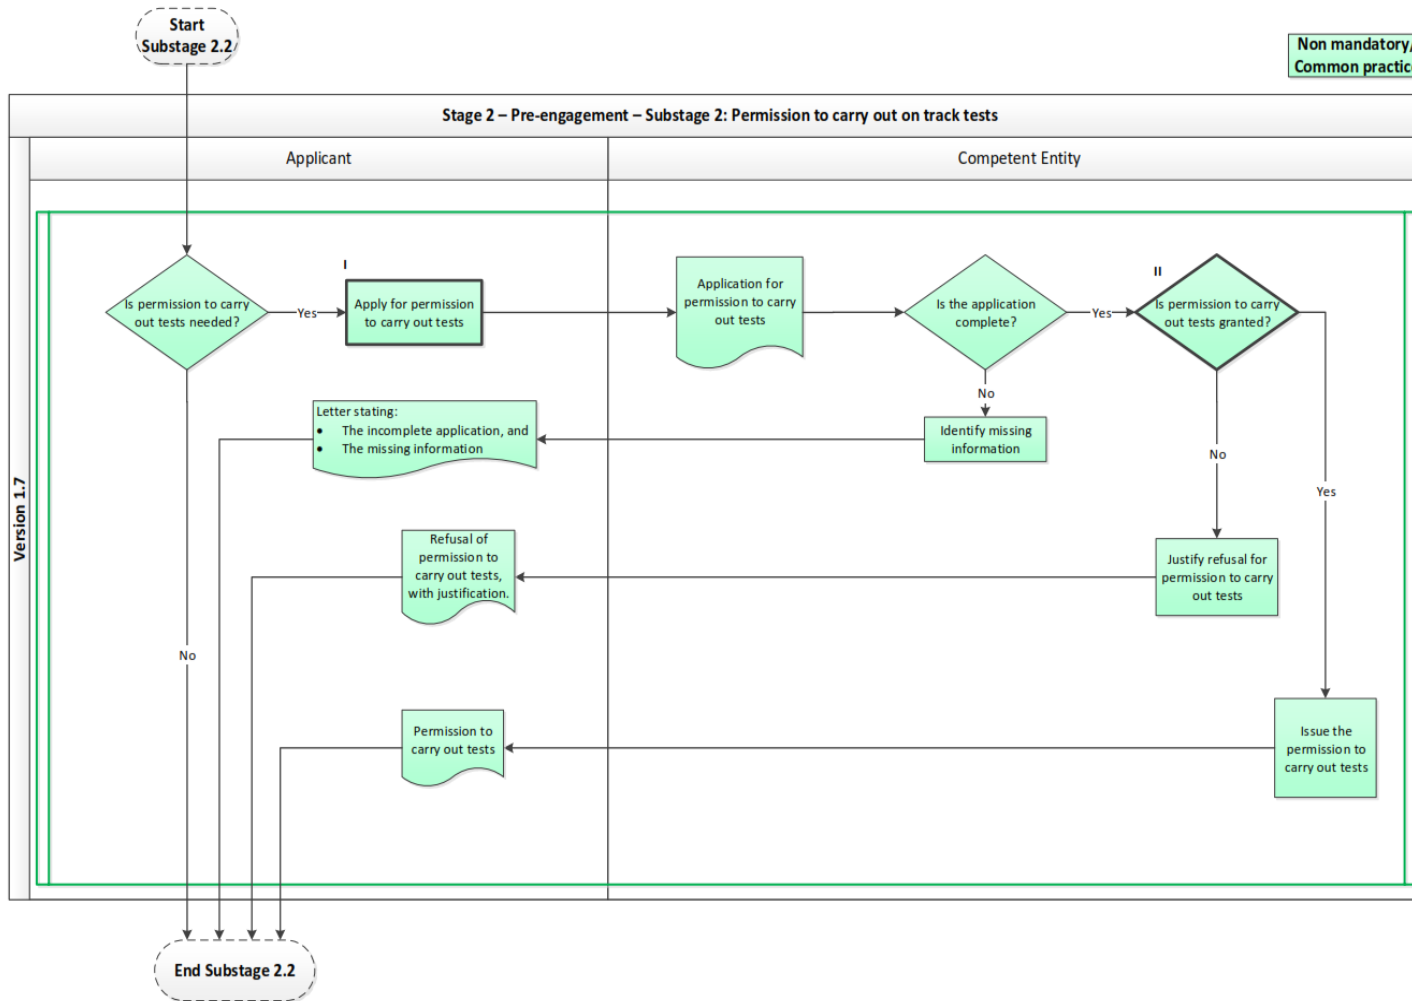 Start
Substage 2.2
Non mandatory/
Common practice
Stage 2 – Pre-engagement – Substage 2: Permission to carry out on track tests
Applicant
Competent Entity
Version 1.7
I
II
Is permission to carry
out tests needed?
Yes
Apply for permission
to carry out tests
Application for
permission to carry
out tests
Is the application
complete?
Yes
Is permission to carry
out tests granted?
No
Letter stating:
• The incomplete application, and
• The missing information
Identify missing
information
No
Yes
Refusal of
permission to
carry out tests,
with justification.
Justify refusal for
permission to carry
out tests
No
Permission to
carry out tests
Issue the
permission to
carry out tests
End Substage 2.2